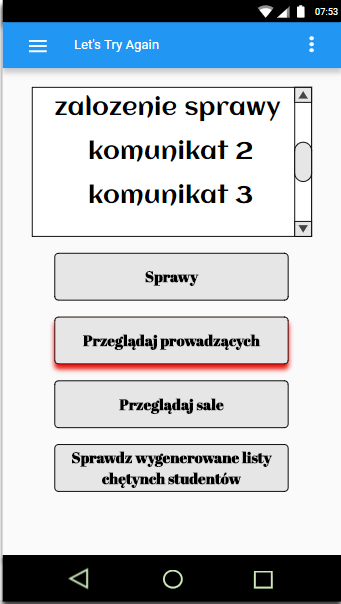 07:53
Let's Try Again
zalozenie sprawy
komunikat 2
komunikat 3
Sprawy
Przeglądaj prowadzących
Przeglądaj sale
Sprawdz wygenerowane listy
chętynch studentów